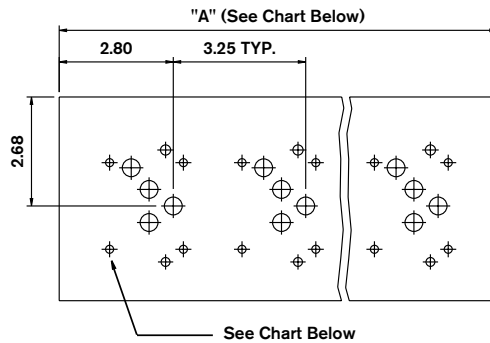 "A" (See Chart Below)
2.80
3.25 TYP.
2.68
See Chart Below